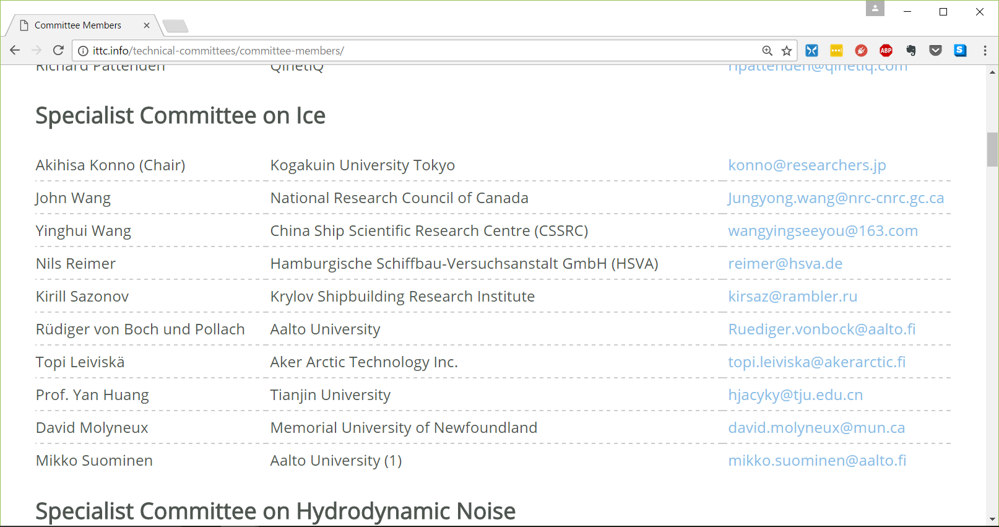 Committee Members
ittc.info/technical-committees/committee-members/
ABP
S
Richard Pattenden QinetiQ rjpattenden@qinetiq.com
Specialist Committee on Ice
Akihisa Konno (Chair) Kogakuin University Tokyo konno@researchers.jp
John Wang National Research Council of Canada Jungyong.wang@nrc-cnrc.gc.ca
Yinghui Wang China Ship Scientific Research Centre (CSSRC) wangyingseeyou@163.com
Nils Reimer Hamburgische Schiffbau-Versuchsanstalt GmbH (HSVA) reimer@hsva.de
Kirill Sazonov Krylov Shipbuilding Research Institute kirsaz@rambler.ru
Rüdiger von Boch und Pollach Aalto University Ruediger.vonbock@aalto.fi
Topi Leiviskä Aker Arctic Technology Inc. topi.leiviska@akerarctic.fi
Prof. Yan Huang Tianjin University hjacyky@tju.edu.cn
David Molyneux Memorial University of Newfoundland david.molyneux@mun.ca
Mikko Suominen Aalto University (1) mikko.suominen@aalto.fi
Specialist Committee on Hydrodynamic Noise